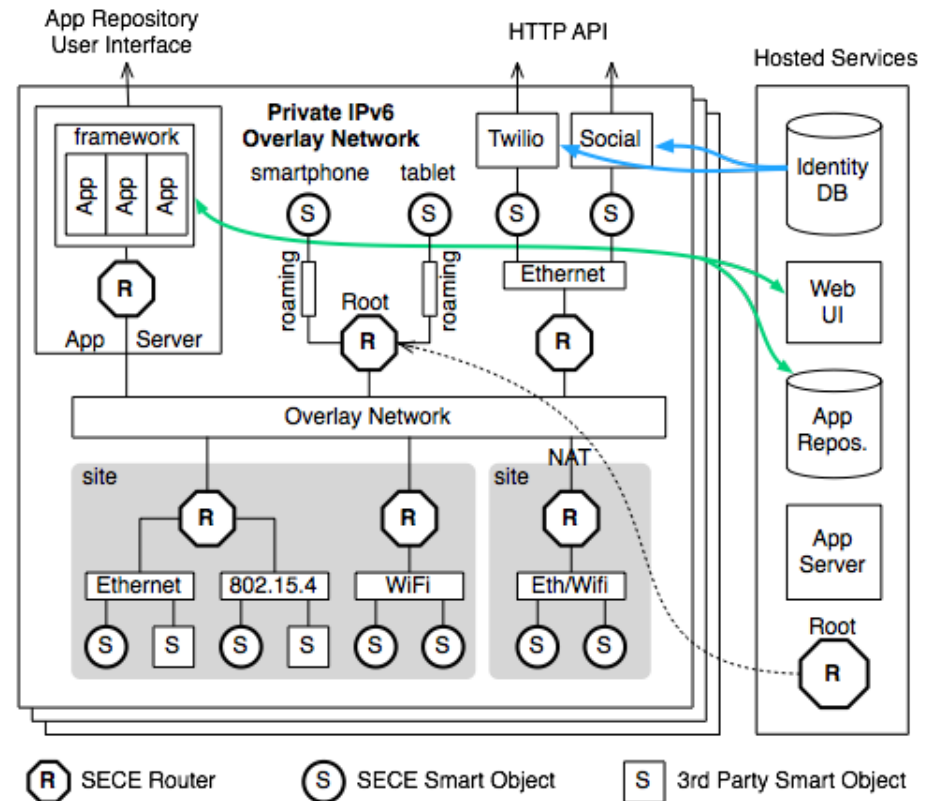 App Repository
User Interface
HTTP API
Hosted Services
Private IPv6
Overlay Network
framework
App
App
App
R
App Server
smartphone
tablet
S
S
roaming
roaming
Root
R
Twilio
Social
S
S
Ethernet
R
Overlay Network
site
R
R
Ethernet
802.15.4
WiFi
S
S
S
S
S
S
NAT
site
R
Eth/Wifi
S
S
Identity
DB
Web
UI
App
Repos.
App
Server
Root
R
R SECE Router
S SECE Smart Object
S 3rd Party Smart Object